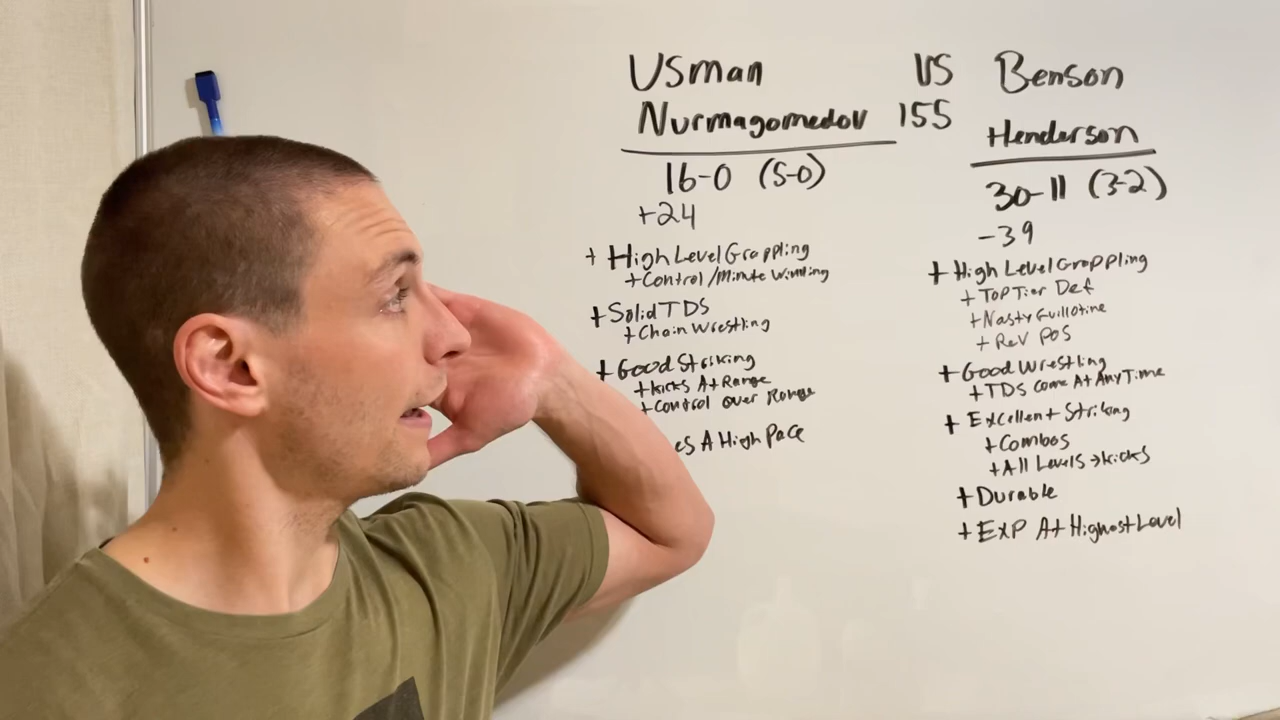 Usman VS Benson
Nurmagomedov 155 Henderson
16-0 (5-0)
+24
+ High Level Grappling
+ Control/Minute Winning
+ Solid TDS
+ Chain Wrestling
+ Good Striking
+ Kicks At Range
+ Control over Range
es A High Pace
30-11 (3-2)
-39
+ High Level Grappling
+ Top Tier Def
+ Nasty Guillotine
+ Rev Pos
+ Good Wrestling
+ TDS Come At Any Time
+ Excellent Striking
+ Combos
+ All Levels → kicks
+ Durable
+ EXP At Highest Level